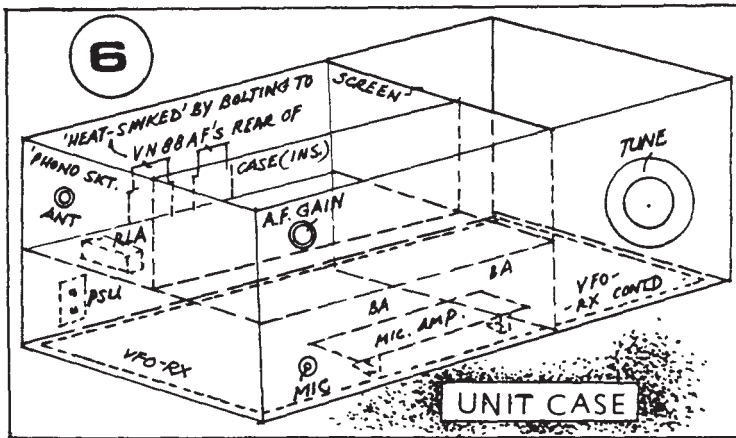 6
'HEAT-SINKED' BY BOLTING TO
VN88AF'S REAR OF
CASE (INS.)
SCREEN
'PHONO SKT.
ANT
RLA
PSU
A.F. GAIN
TUNE
BA
BA
MIC. AMP.
VFO-RX
MIC
VFO-
RX CONTD
UNIT CASE